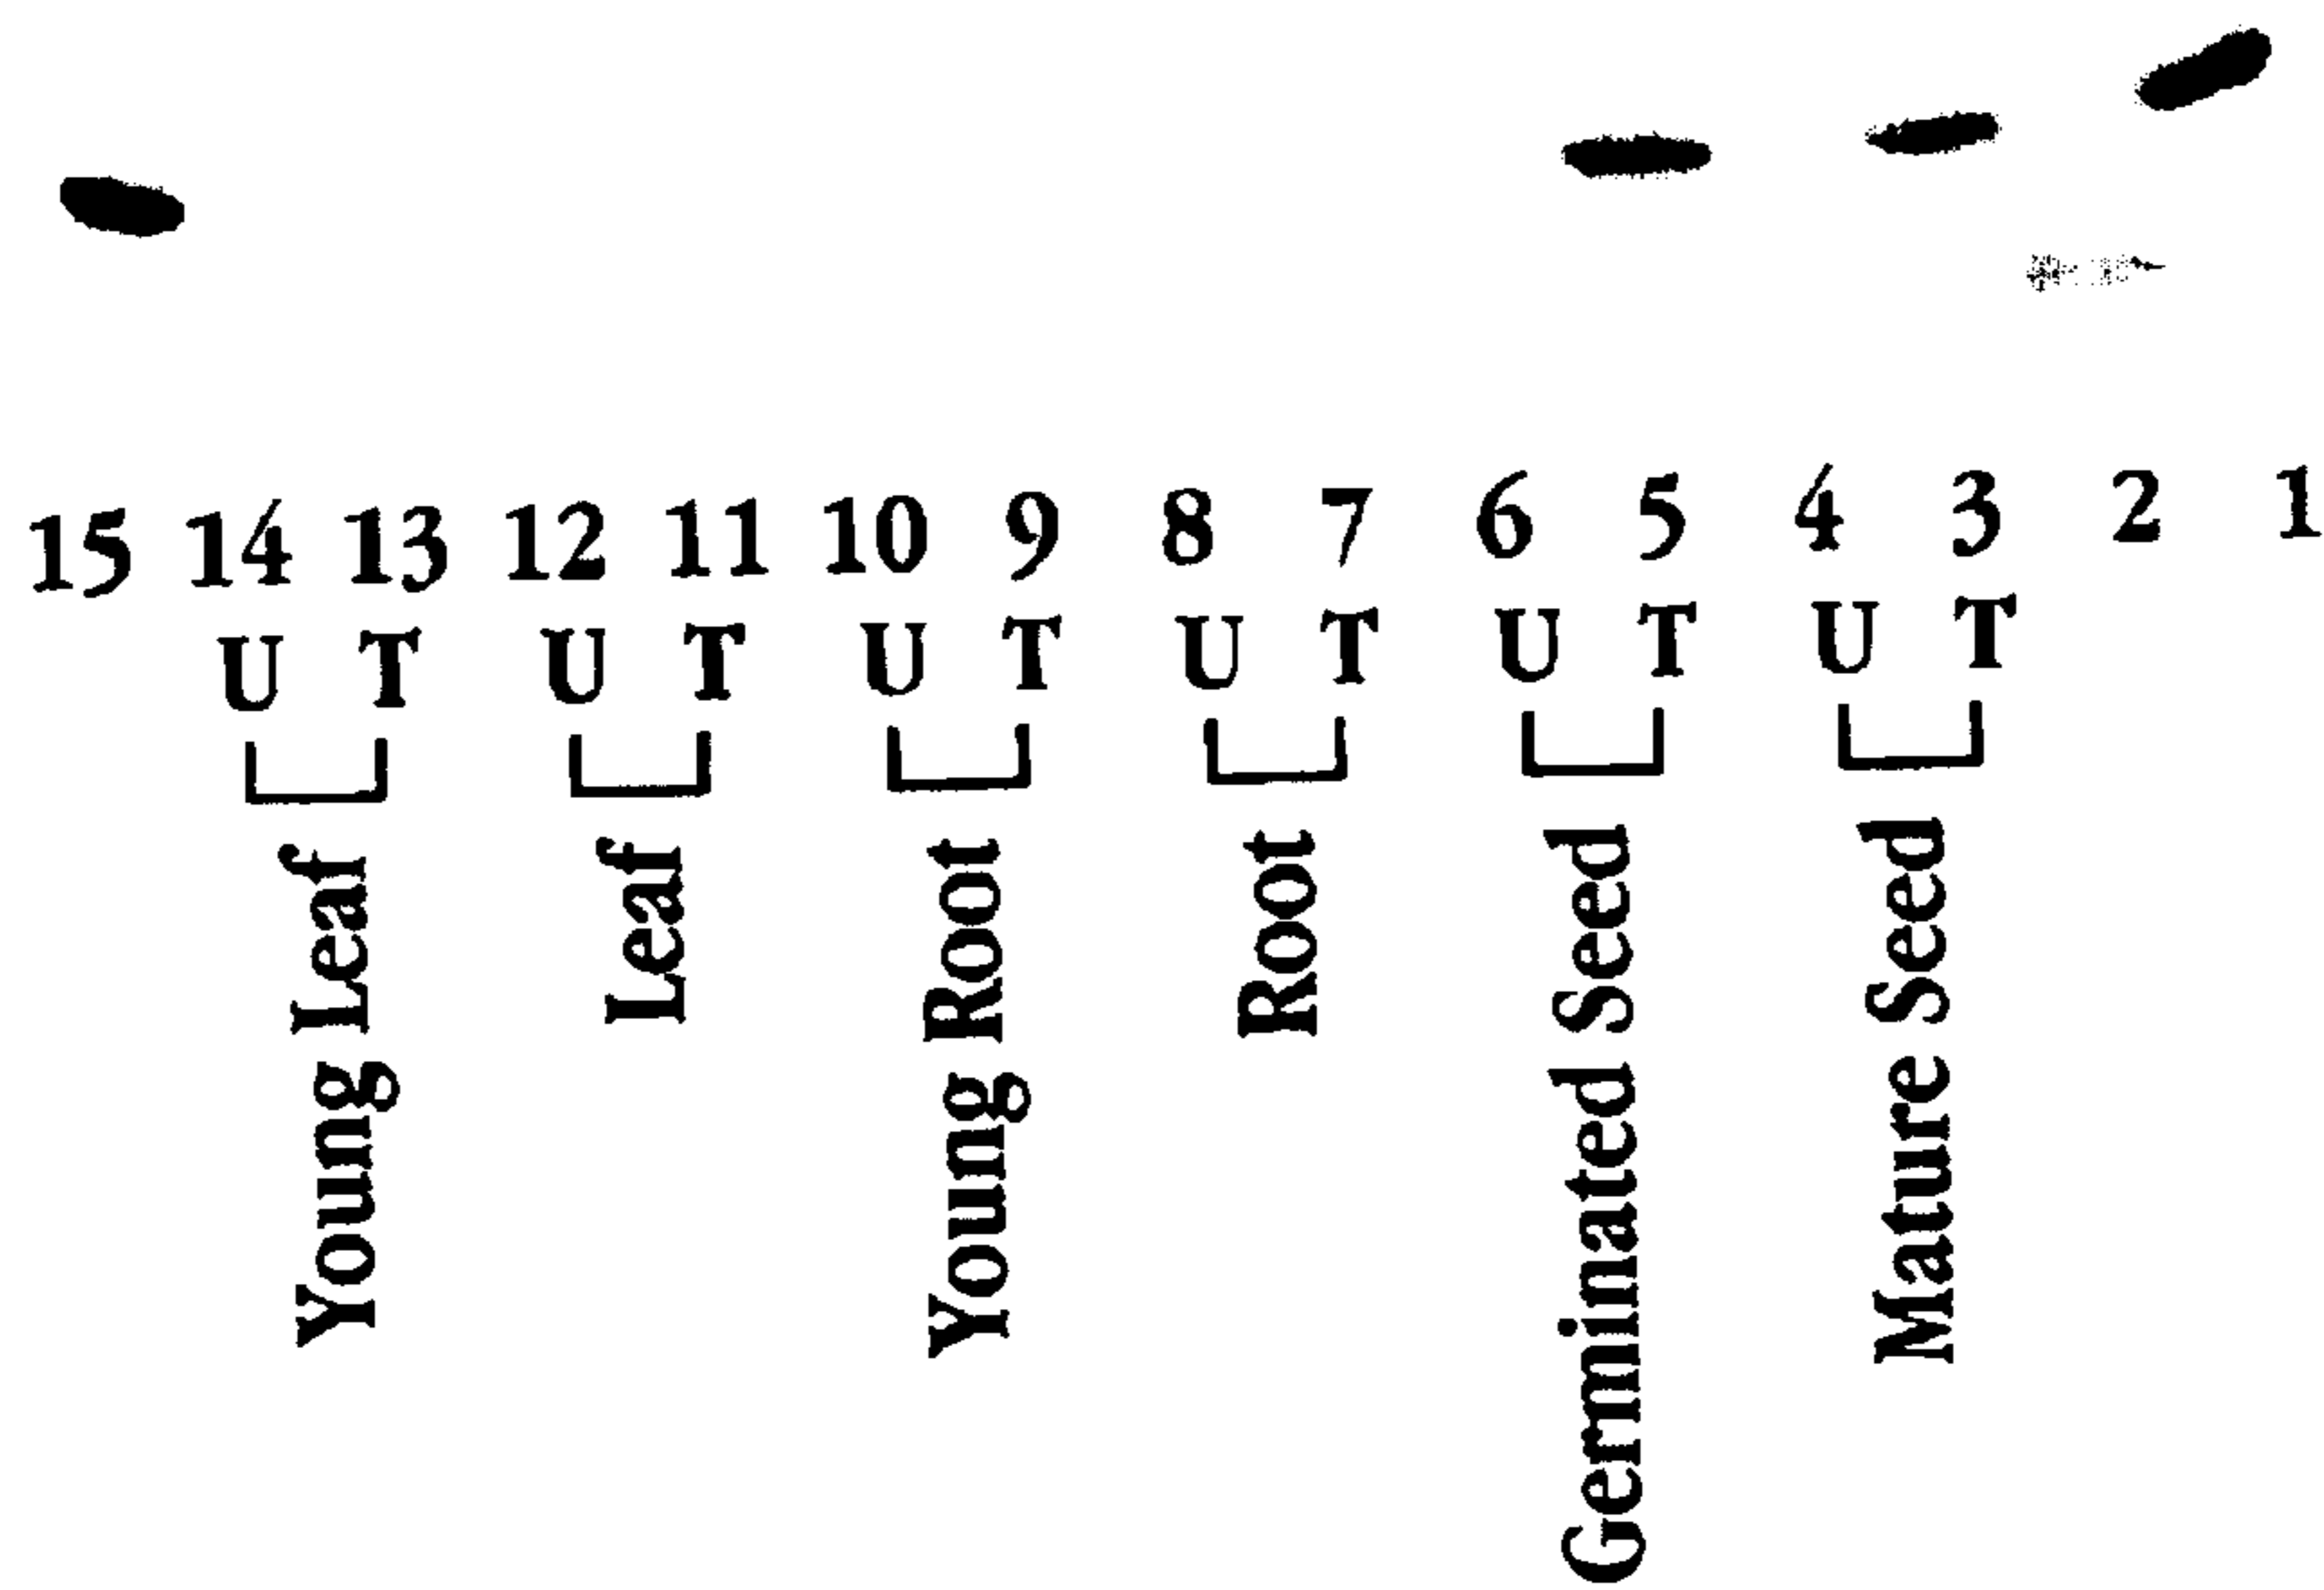 15 14 13 12 11 10 9 8 7 6 5 4 3 2 1
U T U T U T U T U T U T
Young Leaf
Leaf
Young Root
Root
Germinated Seed
Mature Seed